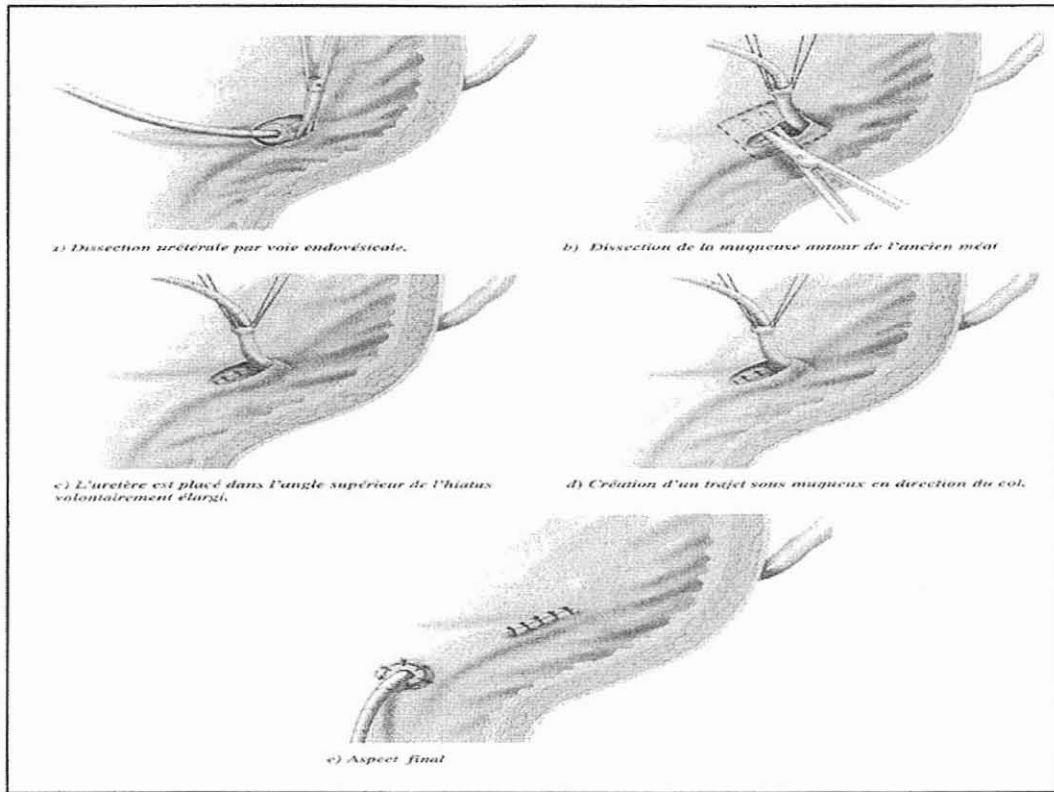 a) Dissection urétérale par voie endovésicale.
b) Dissection de la muqueuse autour de l'ancien méat
c) L'uretère est placé dans l'angle supérieur de l'hiatus
volontairement élargi.
d) Création d'un trajet sous muqueux en direction du col.
e) Aspect final